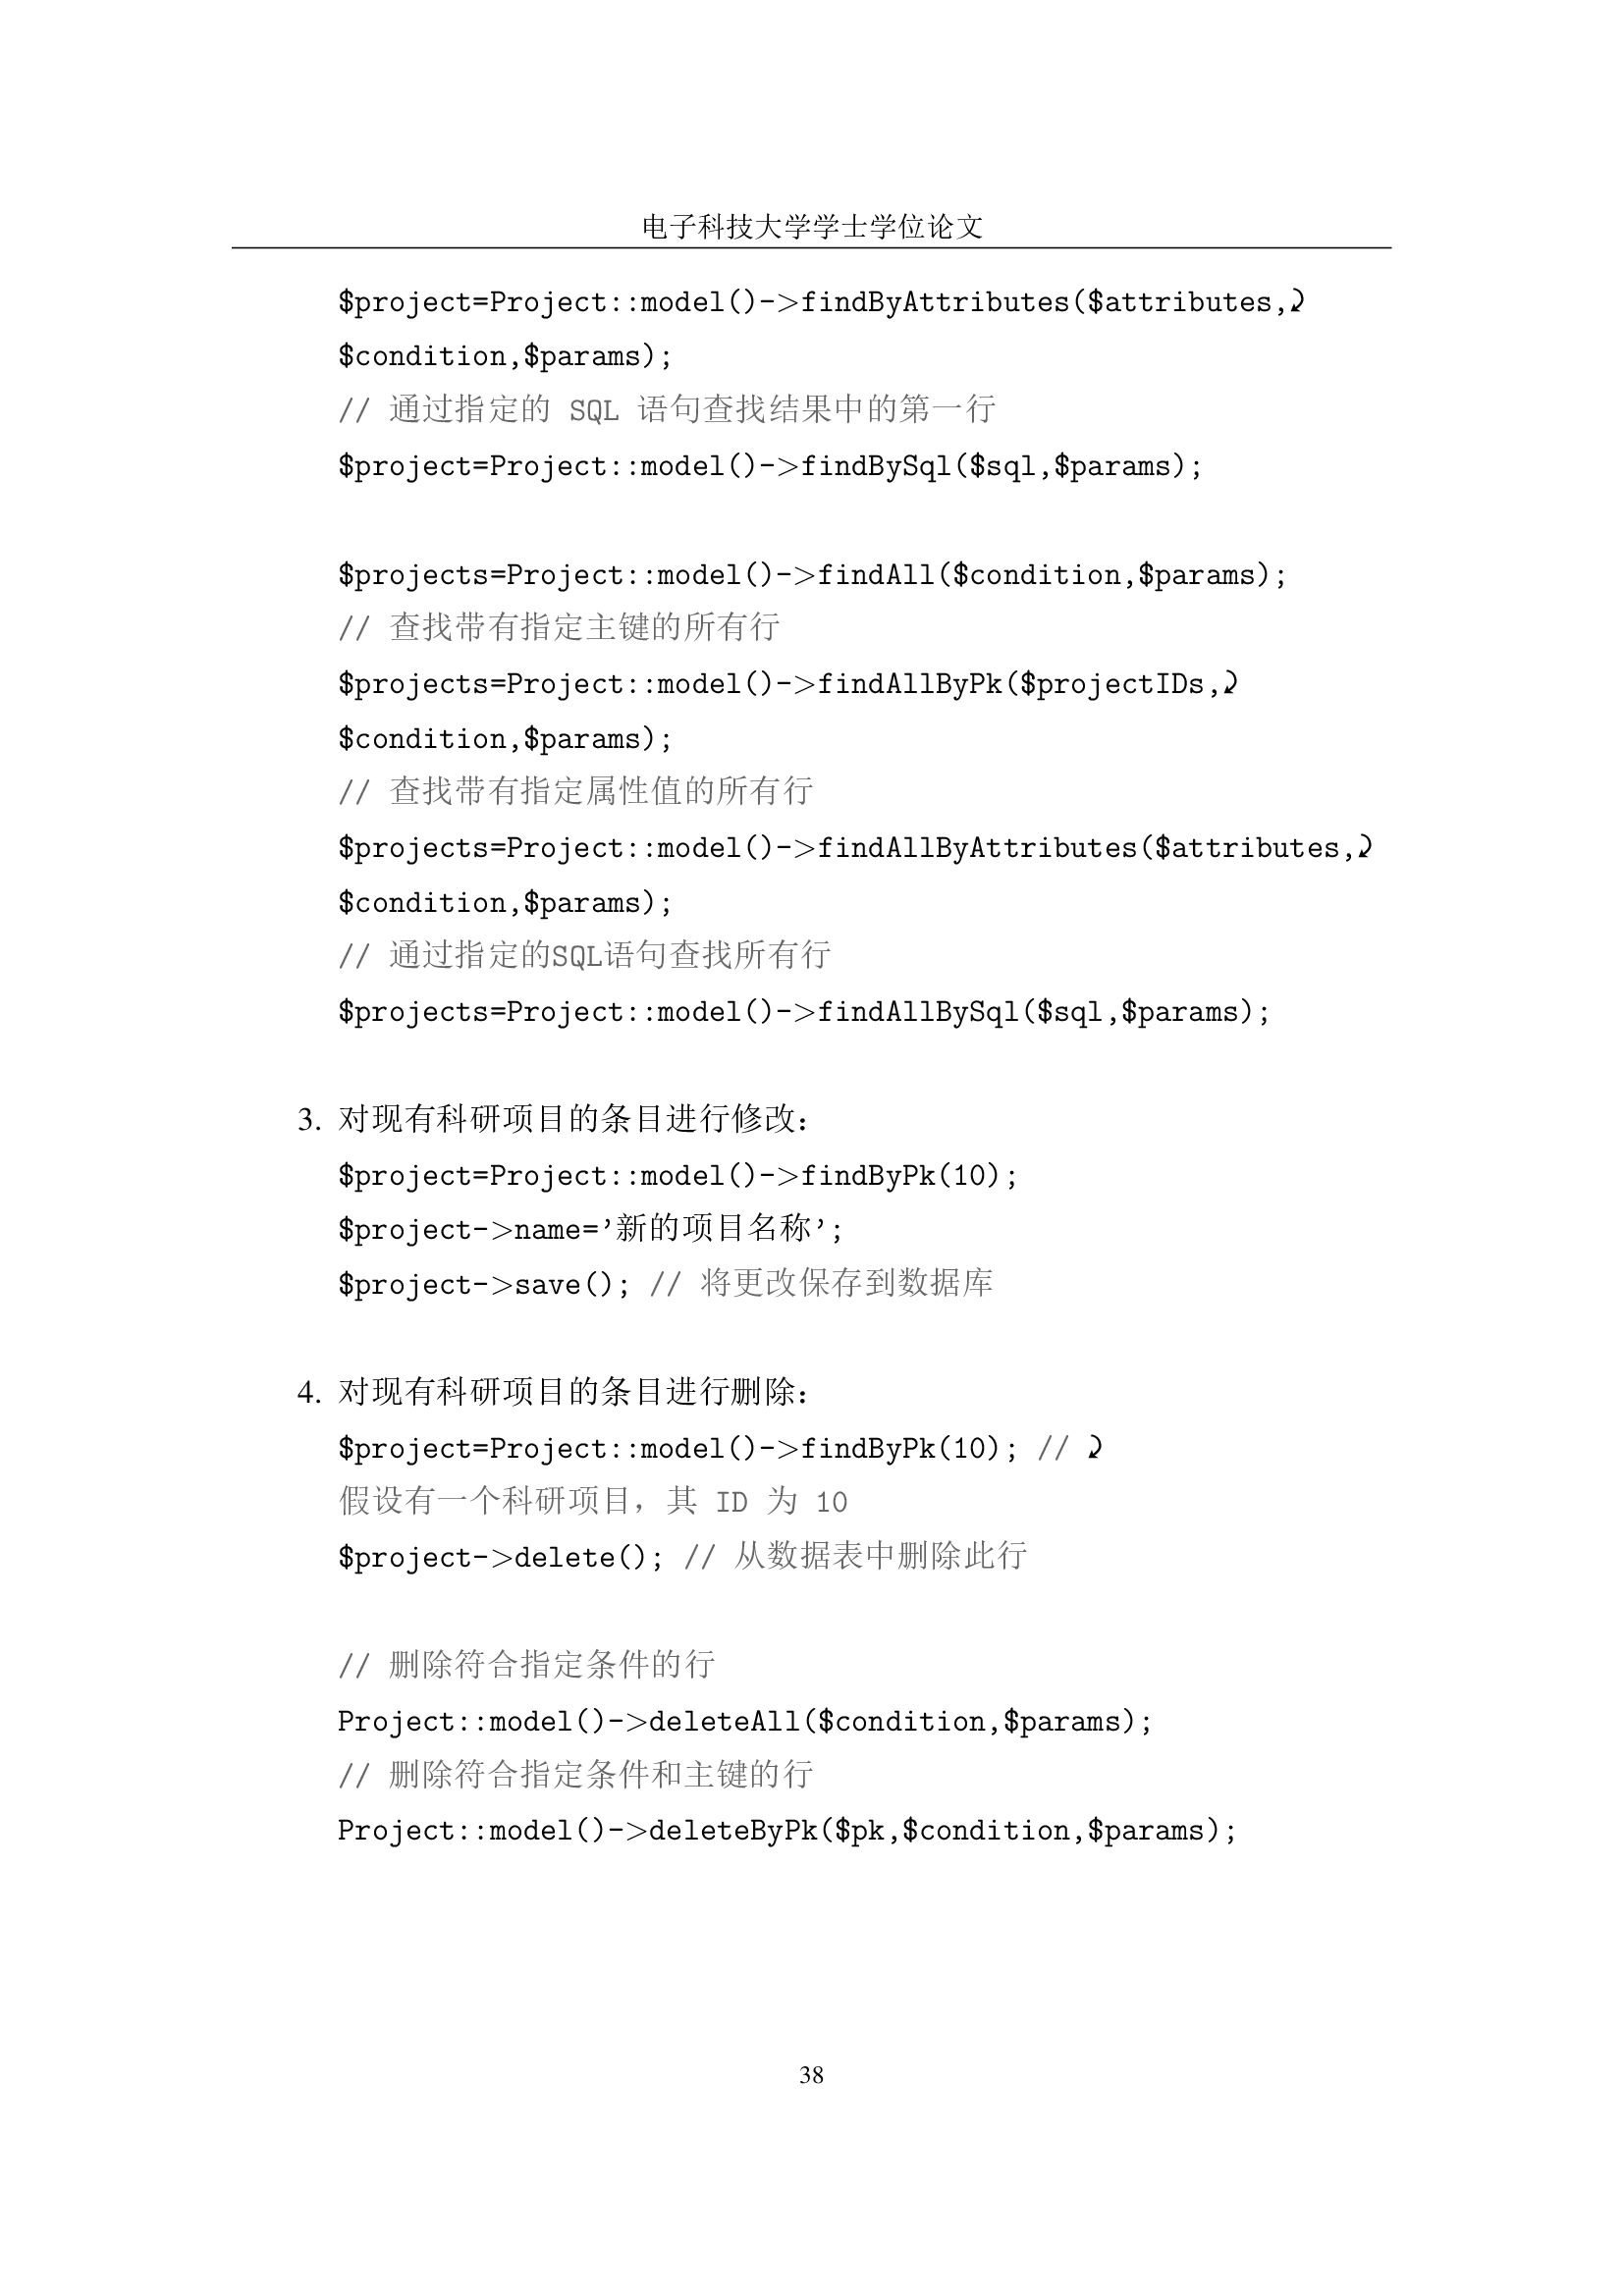 电子科技大学学士学位论文
$project=Project::model()->findByAttributes($attributes,⤸
$condition,$params);
// 通过指定的 SQL 语句查找结果中的第一行
$project=Project::model()->findBySql($sql,$params);
$projects=Project::model()->findAll($condition,$params);
// 查找带有指定主键的所有行
$projects=Project::model()->findAllByPk($projectIDs,⤸
$condition,$params);
// 查找带有指定属性值的所有行
$projects=Project::model()->findAllByAttributes($attributes,⤸
$condition,$params);
// 通过指定的SQL语句查找所有行
$projects=Project::model()->findAllBySql($sql,$params);
3. 对现有科研项目的条目进行修改：
$project=Project::model()->findByPk(10);
$project->name='新的项目名称';
$project->save(); // 将更改保存到数据库
4. 对现有科研项目的条目进行删除：
$project=Project::model()->findByPk(10); // ⤸
假设有一个科研项目，其 ID 为 10
$project->delete(); // 从数据表中删除此行
// 删除符合指定条件的行
Project::model()->deleteAll($condition,$params);
// 删除符合指定条件和主键的行
Project::model()->deleteByPk($pk,$condition,$params);
38